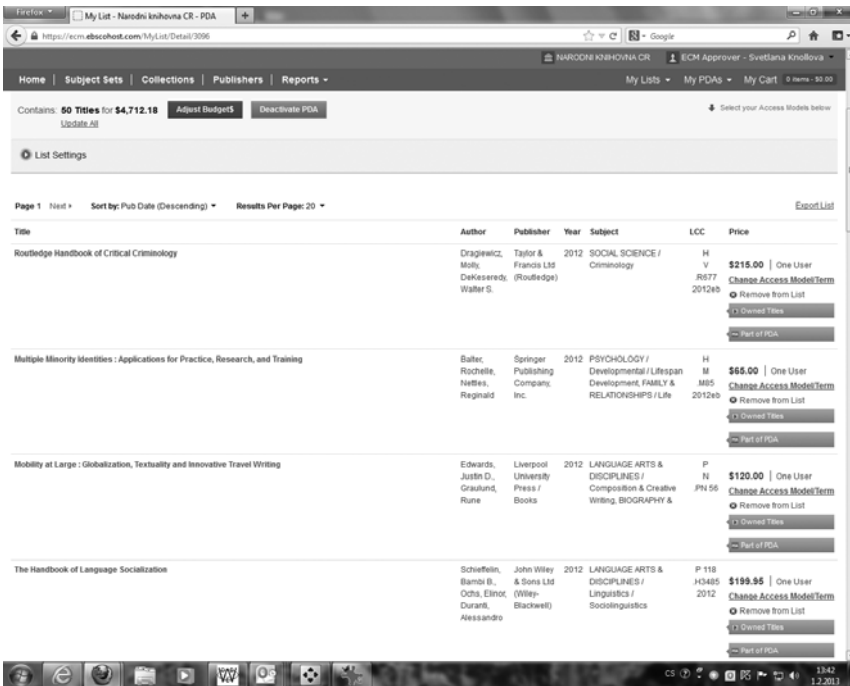 Firefox
My List - Narodni knihovna CR - PDA
+
https://ecm.ebscohost.com/MyList/Detail/3096
Google
NARODNI KNIHOVNA CR
ECM Approver - Svetlana Knollova
Home | Subject Sets | Collections | Publishers | Reports
My Lists My PDAs My Cart 0 items - $0.00
Contains: 50 Titles for $4,712.18 Adjust Budget$ Deactivate PDA
Select your Access Models below
Update All
List Settings
Page 1 Next Sort by: Pub Date (Descending) Results Per Page: 20 Export List
Title Author Publisher Year Subject LCC Price
Routledge Handbook of Critical Criminology
Dragiewicz,
Molly,
DeKeseredy,
Walter S.
Taylor &
Francis Ltd
(Routledge)
2012
SOCIAL SCIENCE /
Criminology
H
V
.R677
2012eb
$215.00 | One User
Change Access Model/Term
Remove from List
Owned Titles
Part of PDA
Multiple Minority Identities : Applications for Practice, Research, and Training
Balter,
Rochelle,
Nettles,
Reginald
Springer
Publishing
Company,
Inc.
2012
PSYCHOLOGY /
Developmental / Lifespan
Development, FAMILY &
RELATIONSHIPS / Life
H
M
.M85
2012eb
$65.00 | One User
Change Access Model/Term
Remove from List
Owned Titles
Part of PDA
Mobility at Large : Globalization, Textuality and Innovative Travel Writing
Edwards,
Justin D.,
Graulund,
Rune
Liverpool
University
Press /
Books
2012
LANGUAGE ARTS &
DISCIPLINES /
Composition & Creative
Writing, BIOGRAPHY &
P
N
.PN 56
$120.00 | One User
Change Access Model/Term
Remove from List
Owned Titles
Part of PDA
The Handbook of Language Socialization
Schieffelin,
Bambi B.,
Ochs, Elinor,
Duranti,
Alessandro
John Wiley
& Sons Ltd
(Wiley-
Blackwell)
2012
LANGUAGE ARTS &
DISCIPLINES /
Linguistics /
Sociolinguistics
P 118
.H3485
2012
$199.95 | One User
Change Access Model/Term
Remove from List
Owned Titles
Part of PDA
CS
13:42
1.2.2013